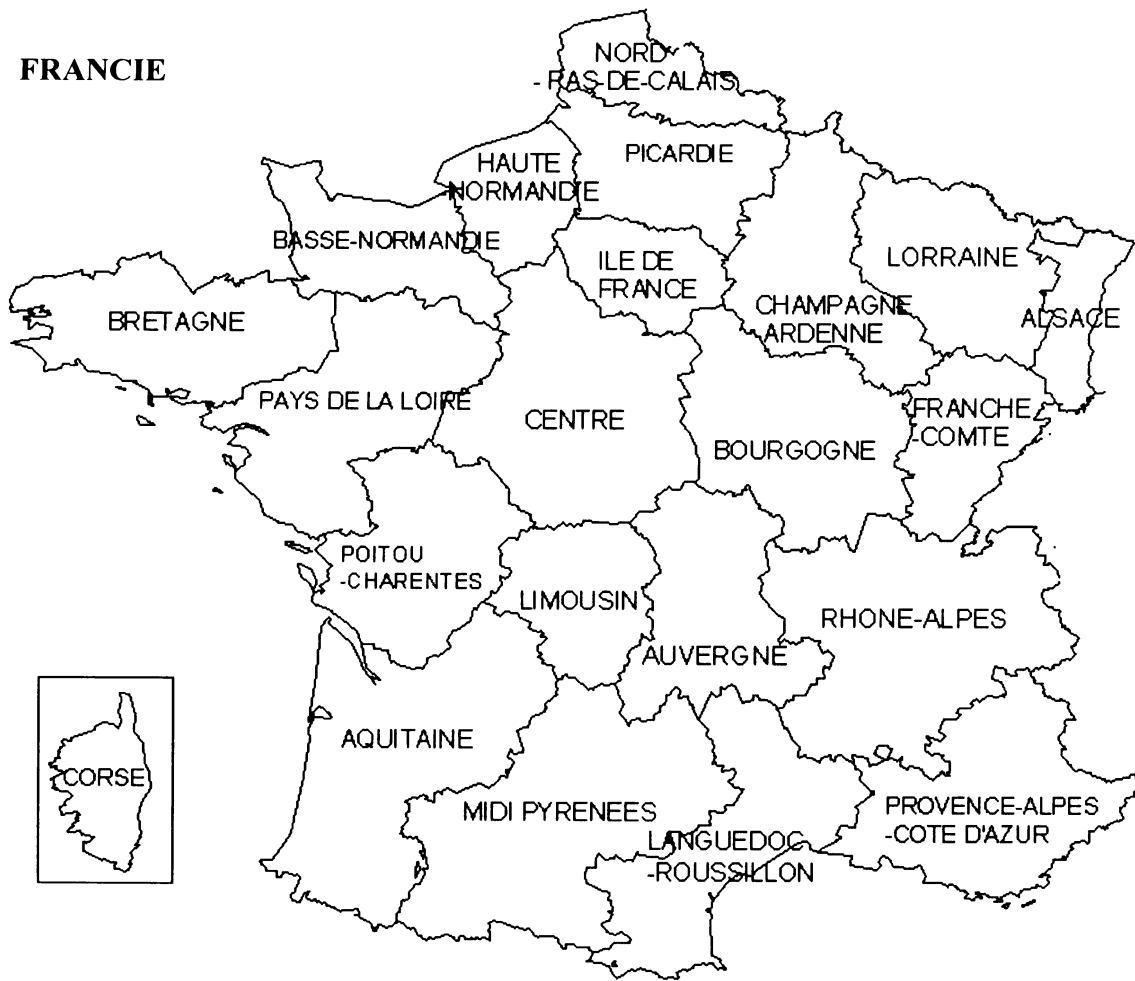 FRANCIE
NORD
- PAS-DE-CALAIS
PICARDIE
HAUTE
-NORMANDIE
BASSE-NORMANDIE
ILE DE
FRANCE
LORRAINE
CHAMPAGNE
ARDENNE
ALSACE
BRETAGNE
PAYS DE LA LOIRE
CENTRE
FRANCHE
-COMTE
BOURGOGNE
POITOU
-CHARENTES
LIMOUSIN
RHONE-ALPES
AUVERGNE
AQUITAINE
CORSE
MIDI PYRENEES
PROVENCE-ALPES
-COTE D'AZUR
LANGUEDOC
-ROUSSILLON